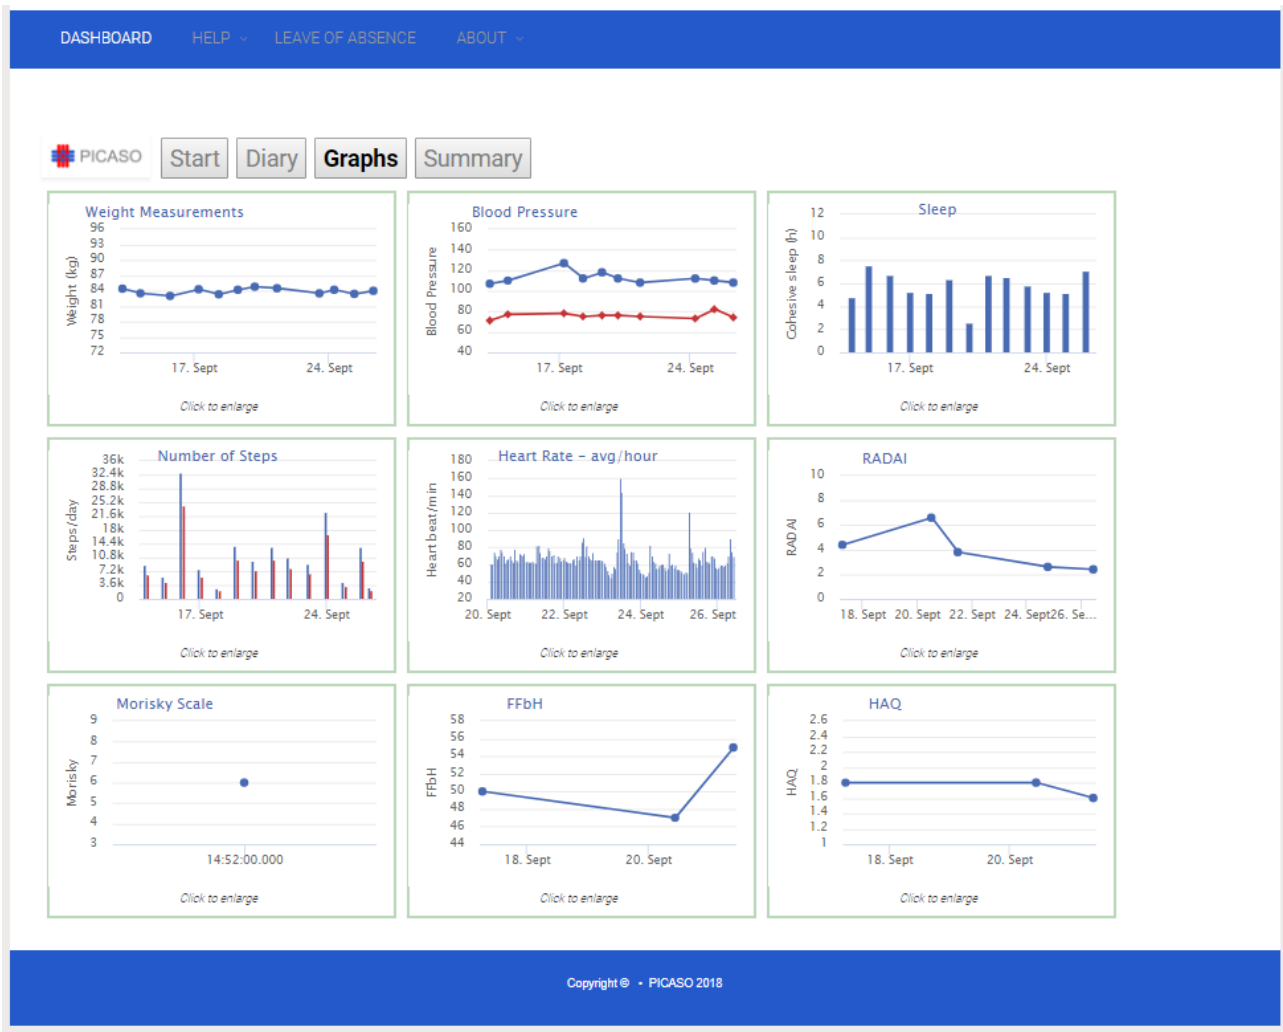 DASHBOARD HELP LEAVE OF ABSENCE ABOUT
PICASO Start Diary Graphs Summary
Weight Measurements
Weight (kg)
96
93
90
87
84
81
78
75
72
17. Sept 24. Sept
Click to enlarge
Blood Pressure
Blood Pressure
160
140
120
100
80
60
40
17. Sept 24. Sept
Click to enlarge
Sleep
Cohesive sleep (h)
12
10
8
6
4
2
0
17. Sept 24. Sept
Click to enlarge
Number of Steps
Steps/day
36k
32.4k
28.8k
25.2k
21.6k
18k
14.4k
10.8k
7.2k
3.6k
0
17. Sept 24. Sept
Click to enlarge
Heart Rate - avg/hour
Heart beat/min
180
160
140
120
100
80
60
40
20
20. Sept 22. Sept 24. Sept 26. Sept
Click to enlarge
RADAI
RADAI
10
8
6
4
2
0
18. Sept 20. Sept 22. Sept 24. Sept 26. Se...
Click to enlarge
Morisky Scale
Morisky
9
8
7
6
5
4
3
14:52:00.000
Click to enlarge
FFbH
FFbH
58
56
54
52
50
48
46
44
18. Sept 20. Sept
Click to enlarge
HAQ
HAQ
2.6
2.4
2.2
2
1.8
1.6
1.4
1.2
1
18. Sept 20. Sept
Click to enlarge
Copyright © • PICASO 2018